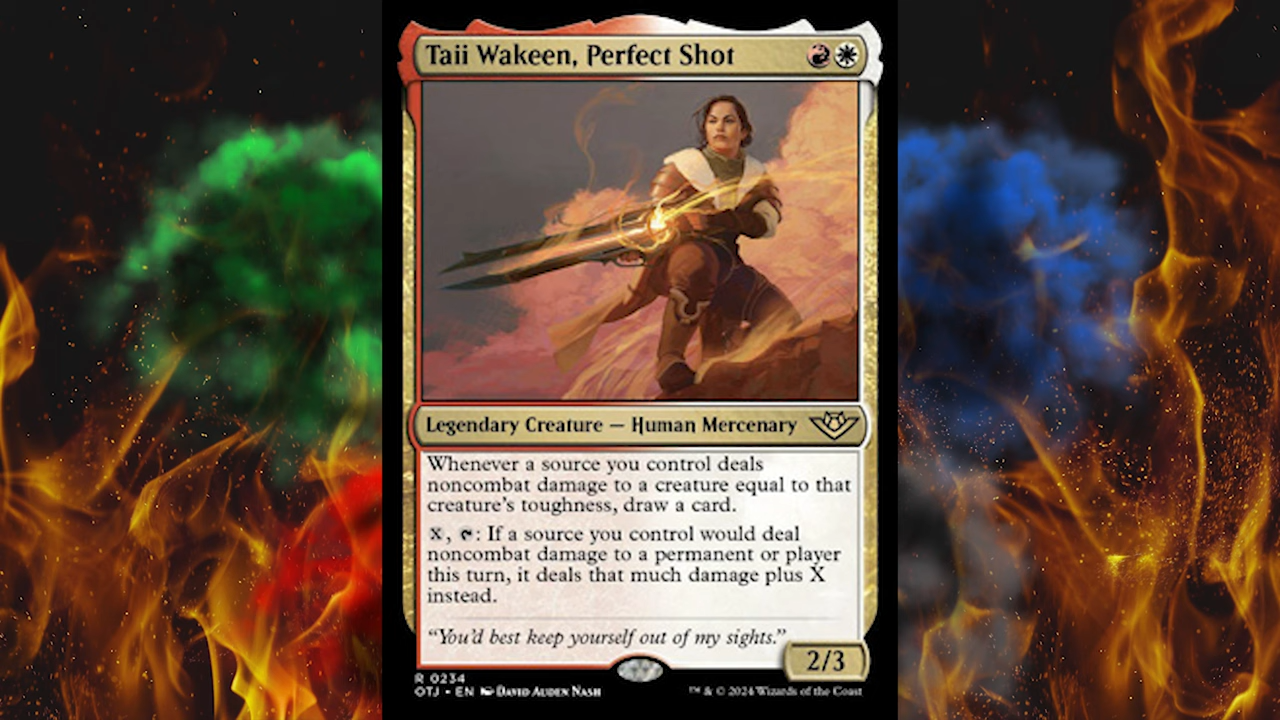 Taii Wakeen, Perfect Shot
Legendary Creature — Human Mercenary
Whenever a source you control deals
noncombat damage to a creature equal to that
creature's toughness, draw a card.
X, : If a source you control would deal
noncombat damage to a permanent or player
this turn, it deals that much damage plus X
instead.
“You'd best keep yourself out of my sights.”
2/3
R 0234
OTJ • EN DAVID AUDEN NASH
™ & © 2024 Wizards of the Coast